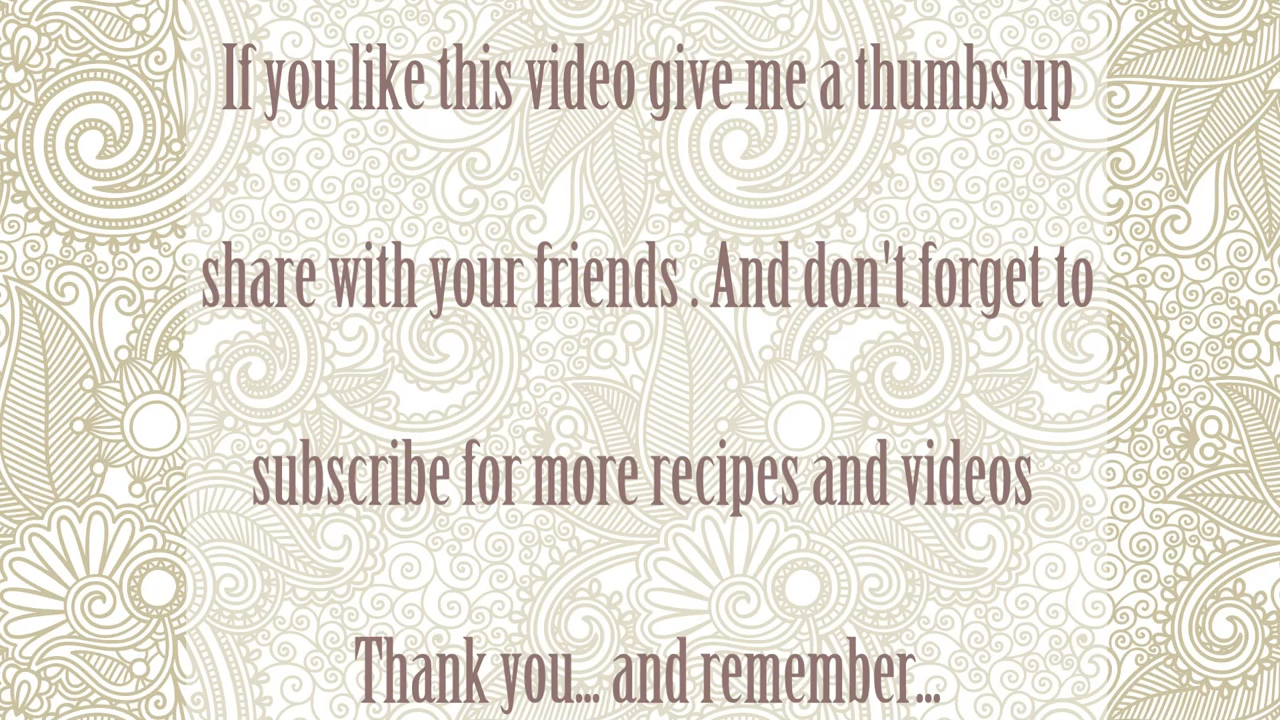 If you like this video give me a thumbs up
share with your friends . And don't forget to
subscribe for more recipes and videos
Thank you... and remember...